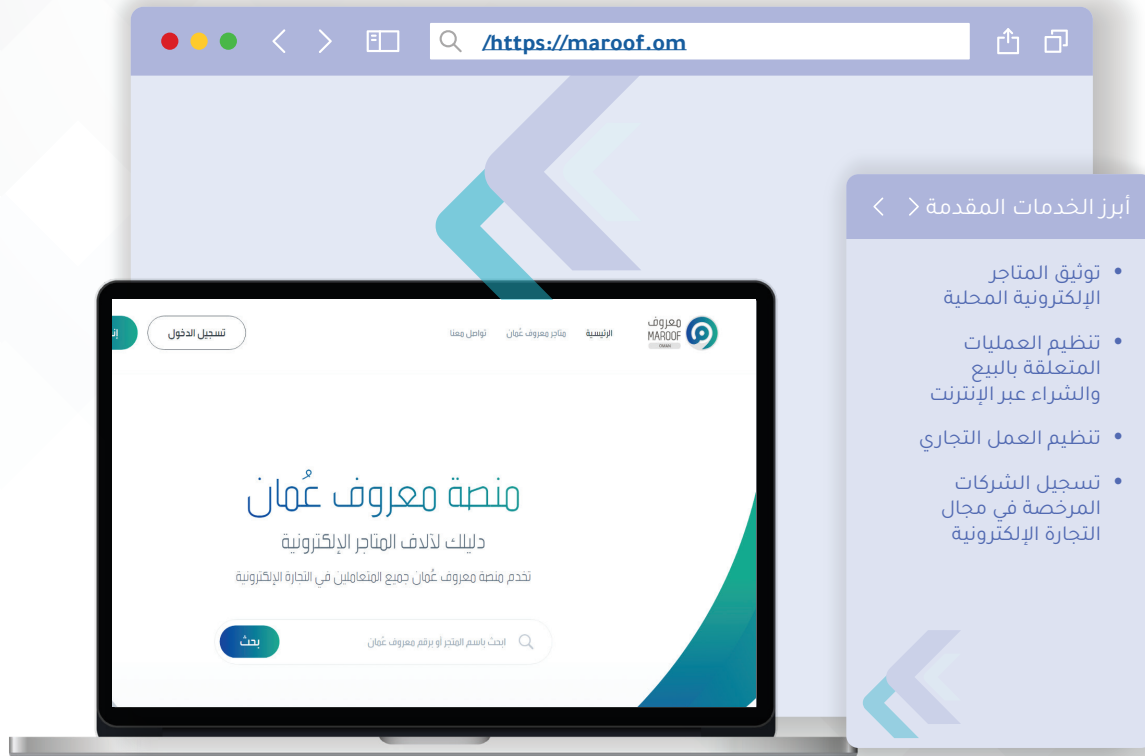 /https://maroof.om
أبرز الخدمات المقدمة
• توثيق المتاجر
الإلكترونية المحلية
• تنظيم العمليات
المتعلقة بالبيع
والشراء عبر الإنترنت
• تنظيم العمل التجاري
• تسجيل الشركات
المرخصة في مجال
التجارة الإلكترونية
معروف
MAROOF
الرئيسية
متاجر معروف عُمان
تواصل معنا
تسجيل الدخول
منصة معروف عُمان
دليلك لآلاف المتاجر الإلكترونية
تخدم منصة معروف عُمان جميع المتعاملين في التجارة الإلكترونية
ابحث باسم المتجر أو برقم معروف عُمان
بحث